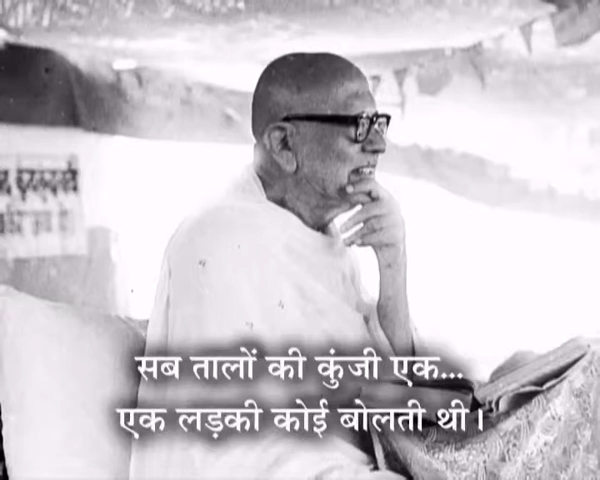 सब तालों की कुंजी एक...
एक लड़की कोई बोलती थी।